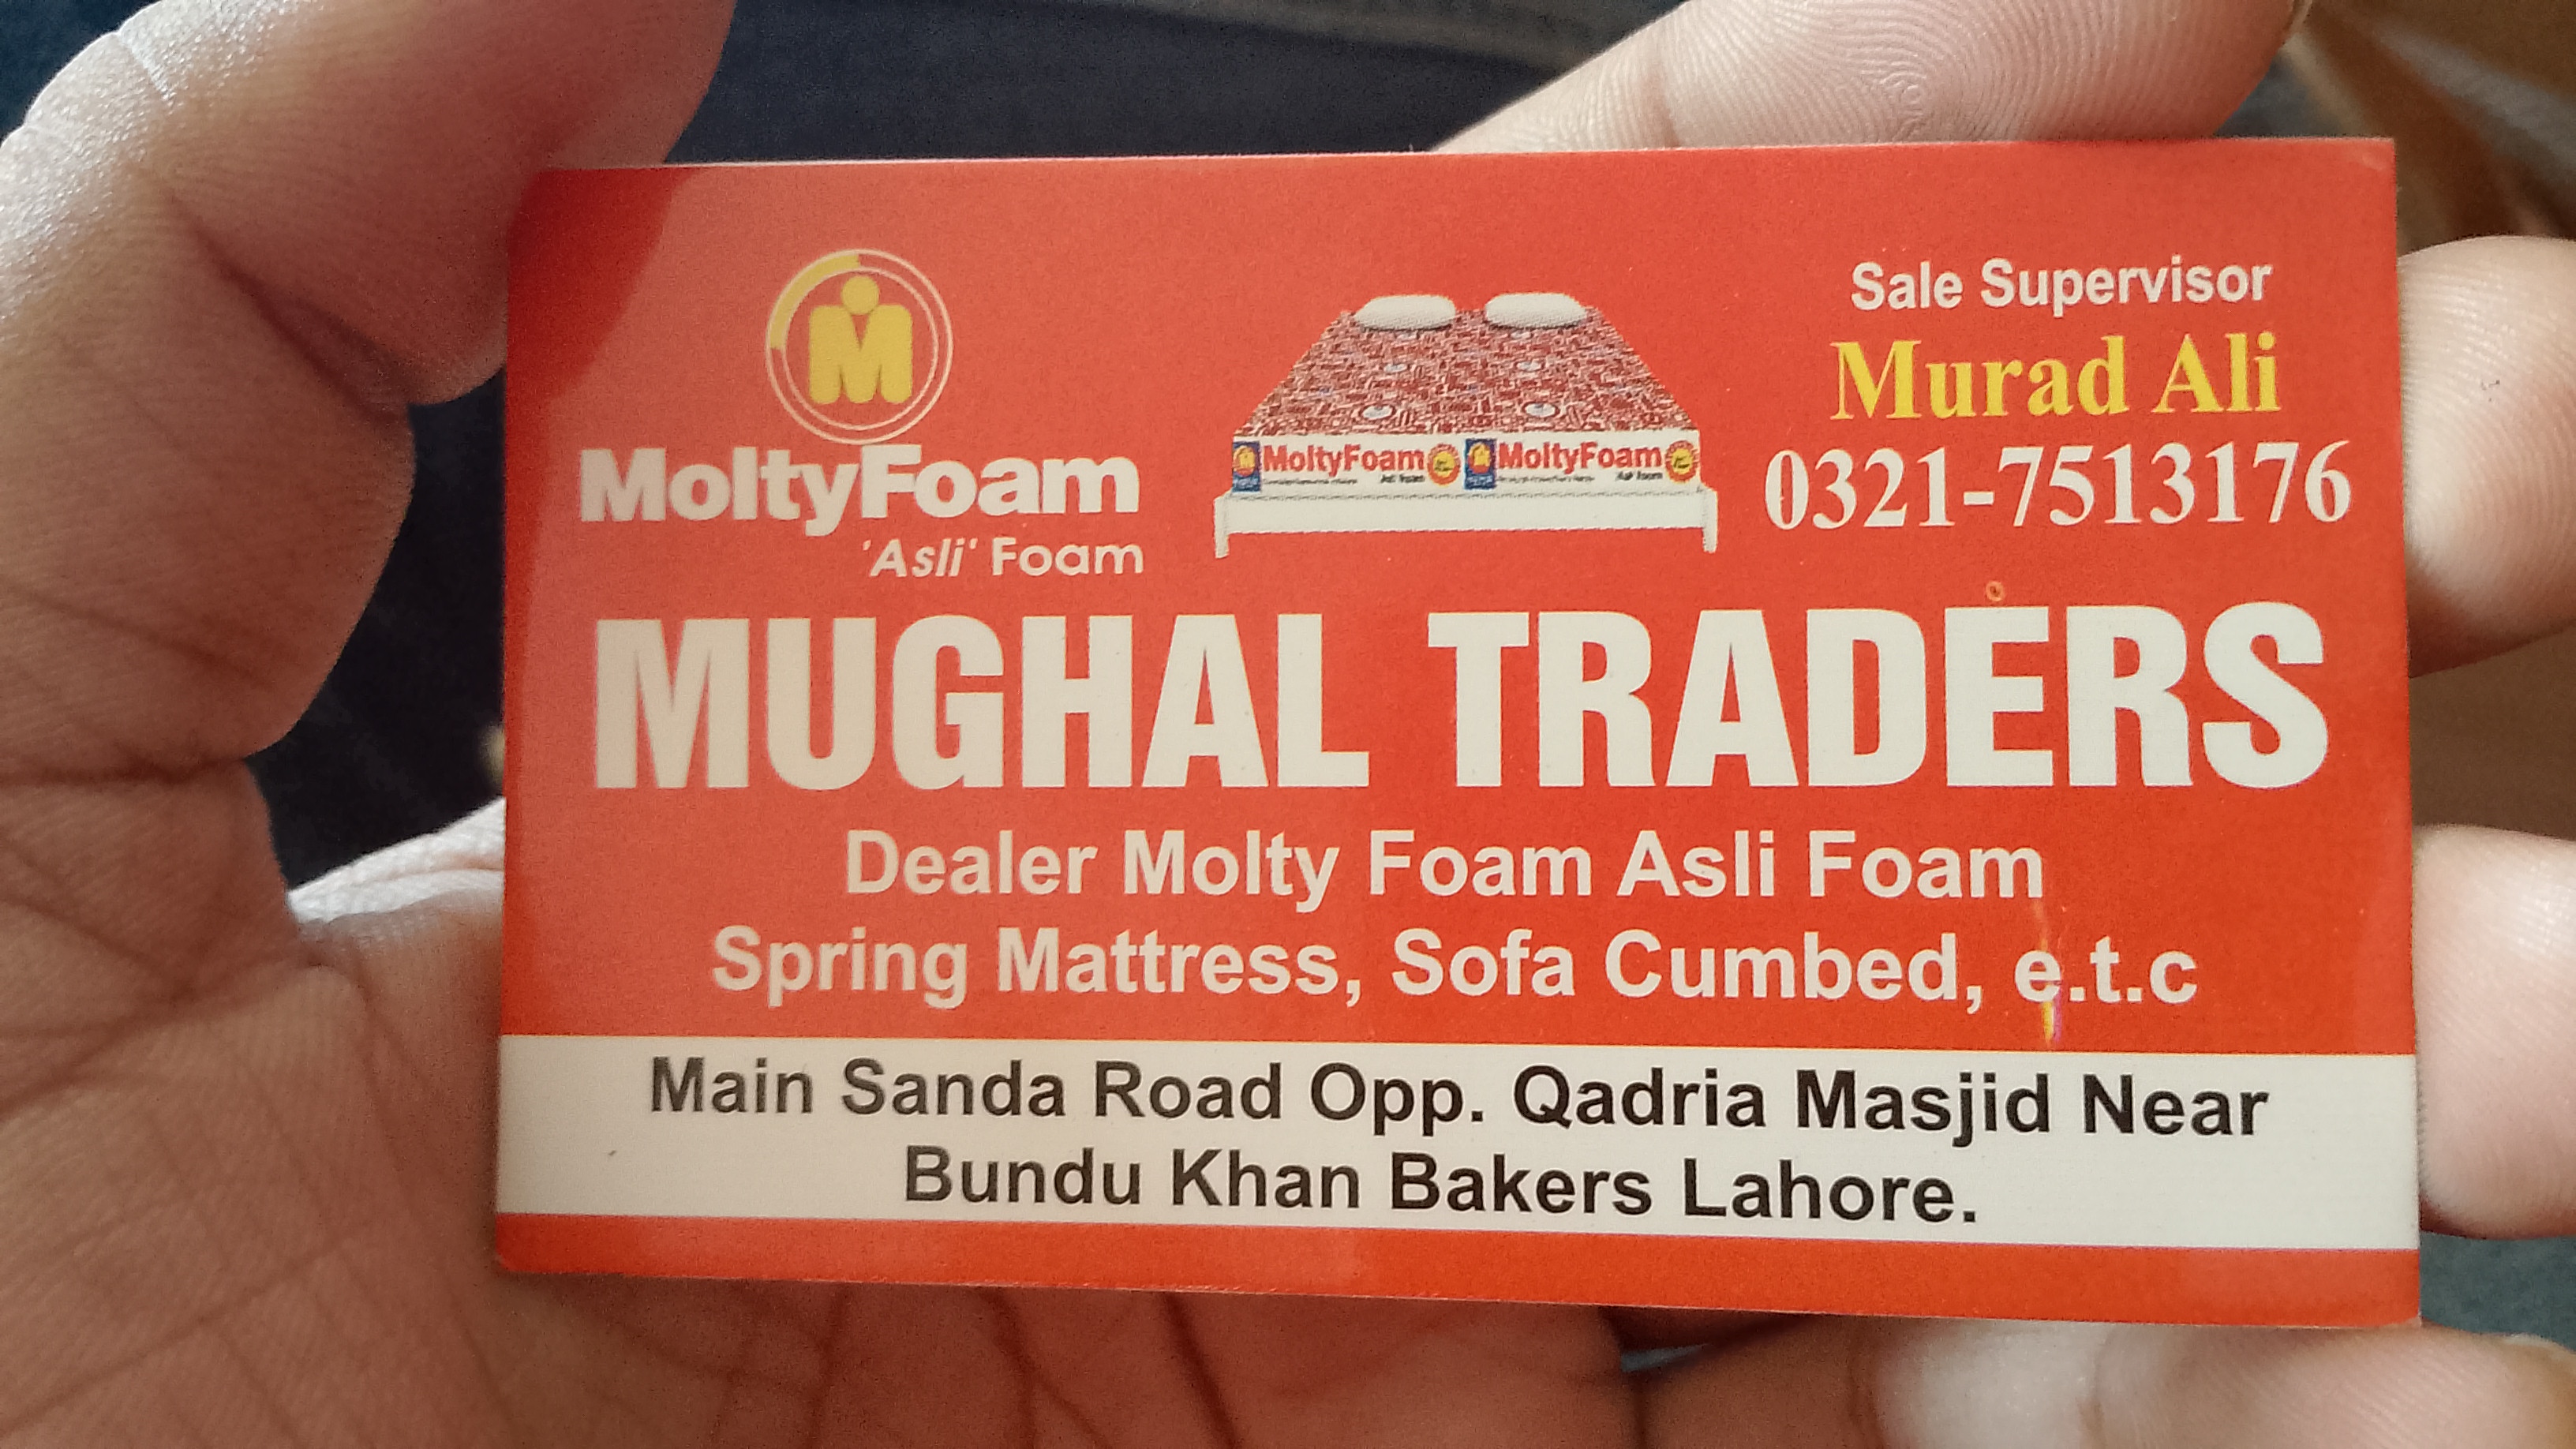 MoltyFoam
'Asli' Foam
MoltyFoam MoltyFoam
Sale Supervisor
Murad Ali
0321-7513176
MUGHAL TRADERS
Dealer Molty Foam Asli Foam
Spring Mattress, Sofa Cumbed, e.t.c
Main Sanda Road Opp. Qadria Masjid Near
Bundu Khan Bakers Lahore.